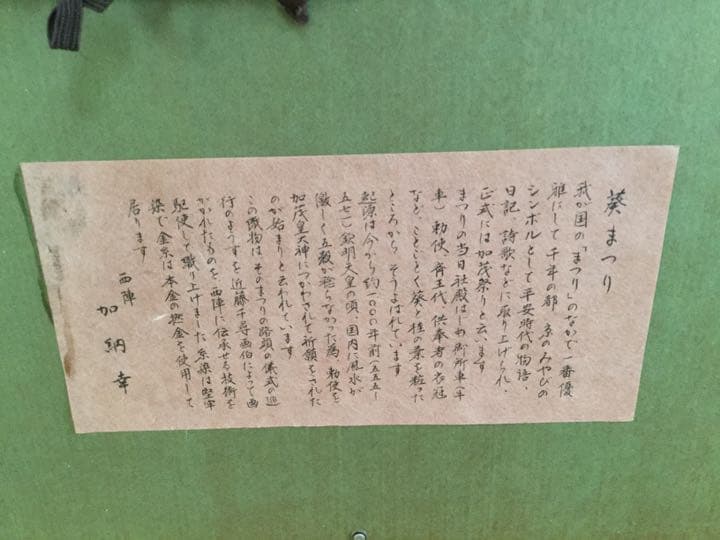 葵まつり
我が国の「まつり」のなかで一番優
雅にして千年の都 京のみやびの
シンボルとして平安時代の物語・
日記、詩歌などに取り上げられ・
正式には加茂祭りと云います
まつりの当日社殿はじめ御所車(牛
車)勅使、斉王代、供奉者の衣冠
など、ことごとく葵と桂の葉を粧った
ところから そうよばれています
起源は今から約一、〇〇〇年前(五五五〜
五七一)欽明天皇の頃、国内に風水が
激しく五穀が稔らなかった為、勅使を
加茂皇大神につかわされて祈願をされた
のが始まりと云われています
この織物は そのまつりの路頭の儀式の進
行のようすを近藤千尋画伯によって画
かれたものを、西陣に伝承せる技術を
駆使して織り上げました 糸染は堅牢
染で金糸は本金の撚金を使用して
居ります
西陣
加納幸